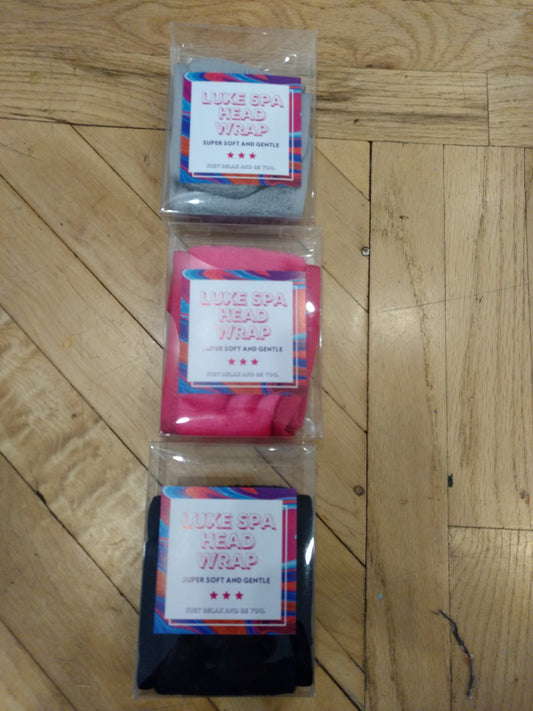 LUXE SPA
HEAD
WRAP
SUPER SOFT AND GENTLE
JUST RELAX AND BE YOU.
LUXE SPA
HEAD
WRAP
SUPER SOFT AND GENTLE
JUST RELAX AND BE YOU.
LUXE SPA
HEAD
WRAP
SUPER SOFT AND GENTLE
JUST RELAX AND BE YOU.